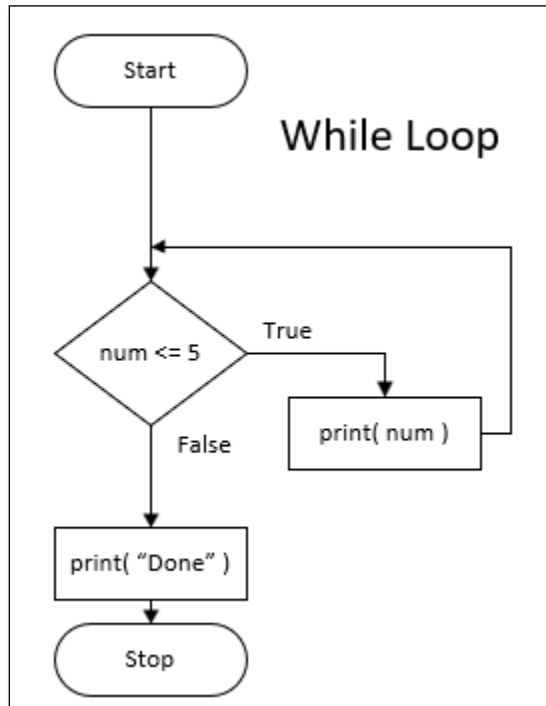 Start
While Loop
num <= 5
True
print( num )
False
print( “Done” )
Stop